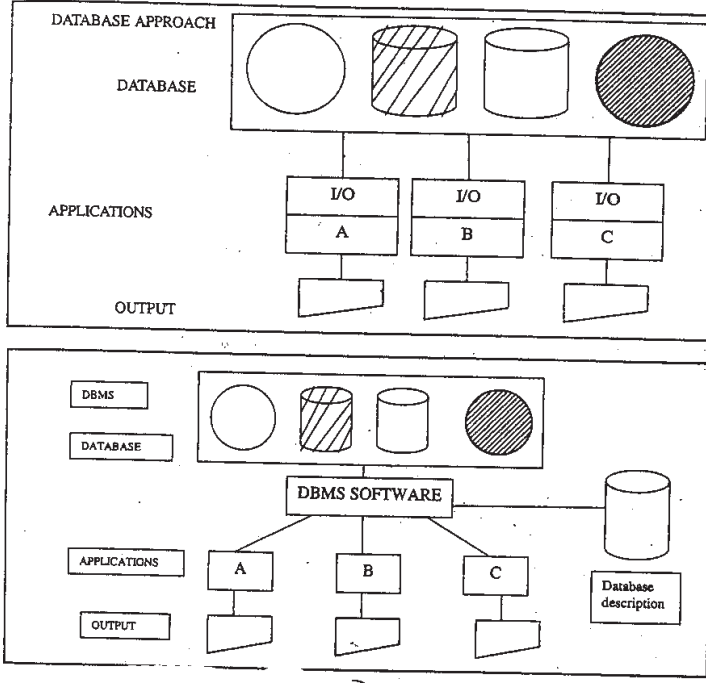 DATABASE APPROACH
DATABASE
I/O I/O I/O
APPLICATIONS
A B C
OUTPUT
DBMS
DATABASE
DBMS SOFTWARE
APPLICATIONS
A B C
Database
description
OUTPUT